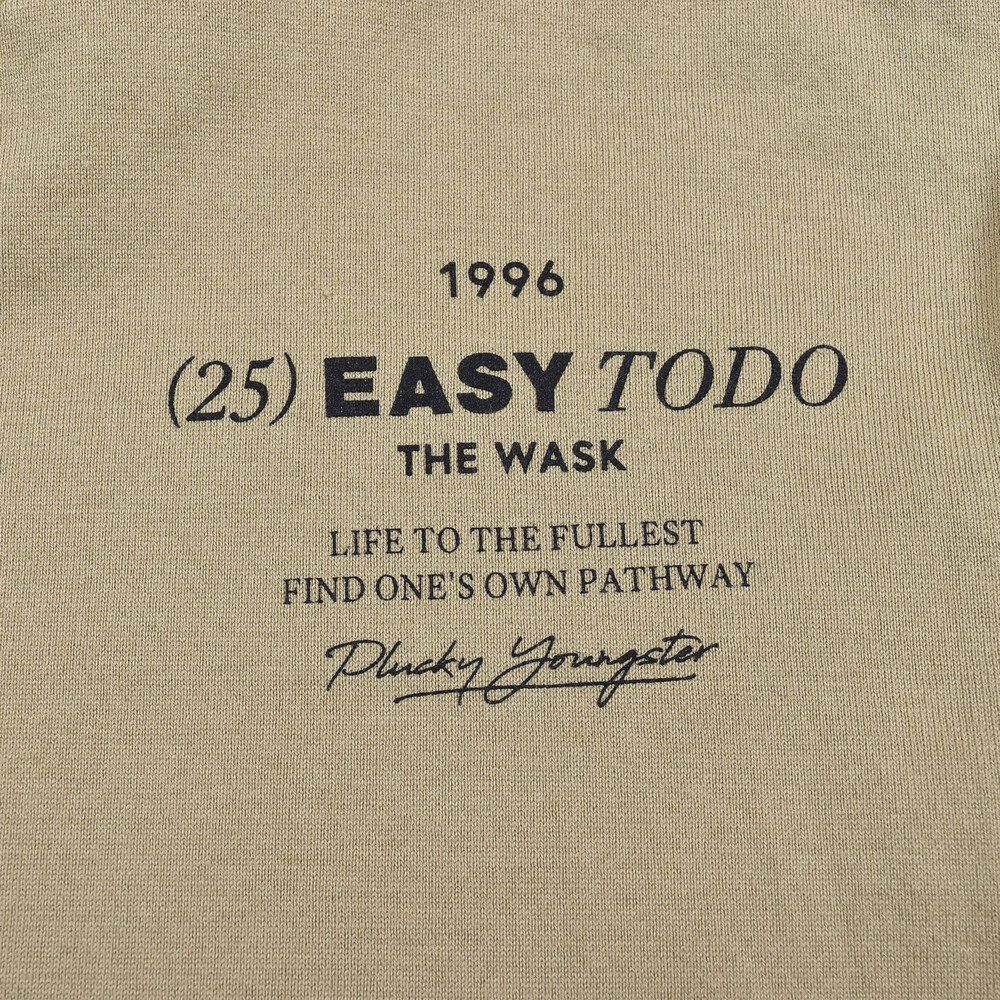 1996
(25) EASY TODO
THE WASK
LIFE TO THE FULLEST
FIND ONE'S OWN PATHWAY
Plucky Youngster